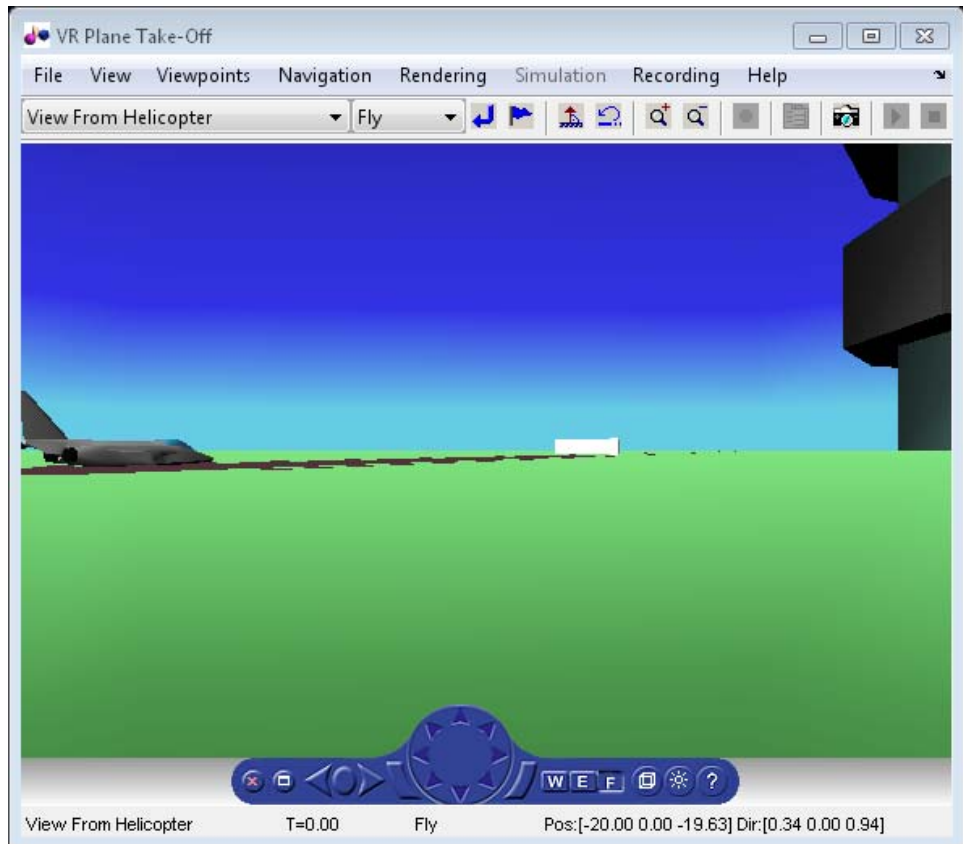 VR Plane Take-Off
File View Viewpoints Navigation Rendering Simulation Recording Help
View From Helicopter Fly
W E F ?
View From Helicopter T=0.00 Fly Pos:[-20.00 0.00 -19.63] Dir:[0.34 0.00 0.94]